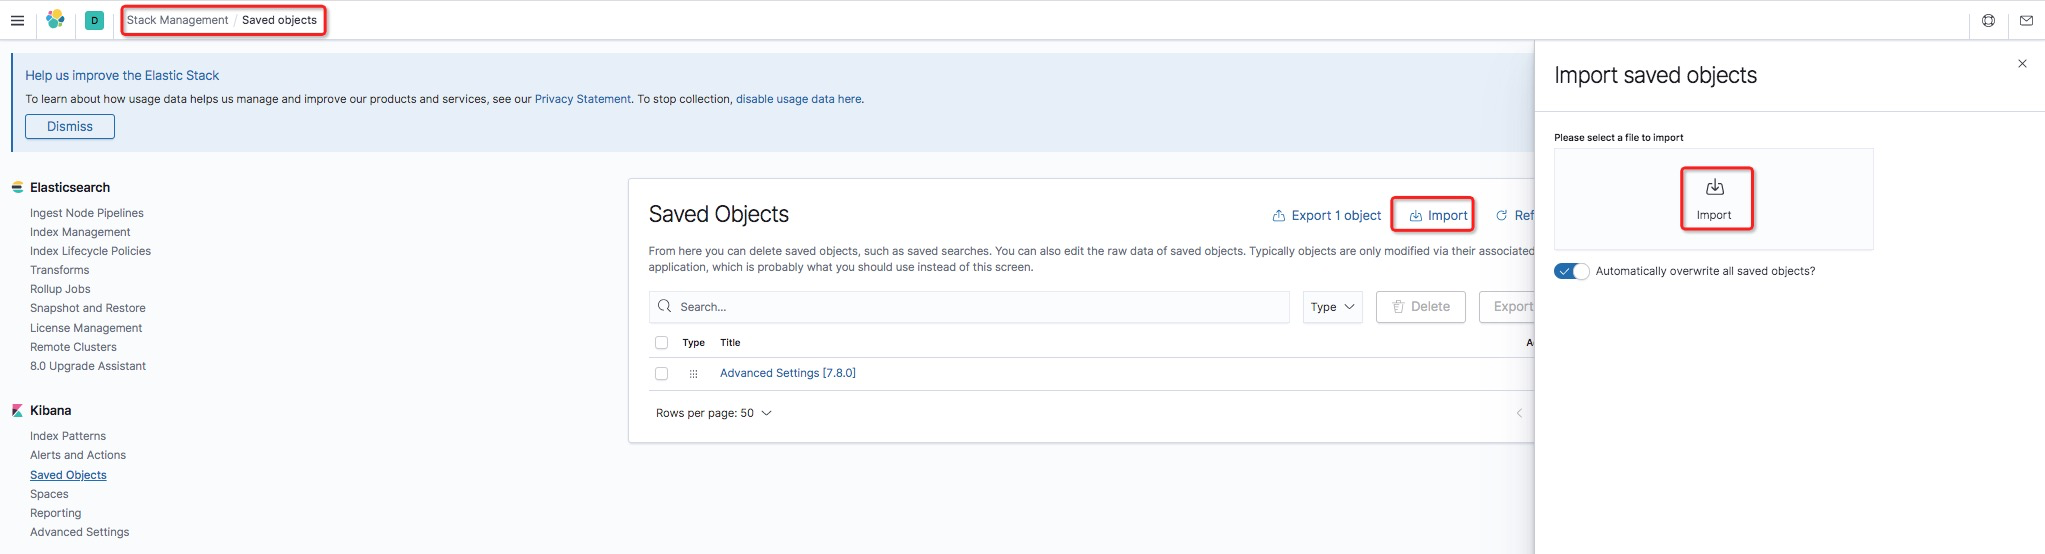 D Stack Management / Saved objects
Help us improve the Elastic Stack
To learn about how usage data helps us manage and improve our products and services, see our Privacy Statement. To stop collection, disable usage data here.
Dismiss
Elasticsearch
Ingest Node Pipelines
Index Management
Index Lifecycle Policies
Transforms
Rollup Jobs
Snapshot and Restore
License Management
Remote Clusters
8.0 Upgrade Assistant
Kibana
Index Patterns
Alerts and Actions
Saved Objects
Spaces
Reporting
Advanced Settings
Saved Objects
Export 1 object Import Ref
From here you can delete saved objects, such as saved searches. You can also edit the raw data of saved objects. Typically objects are only modified via their associated
application, which is probably what you should use instead of this screen.
Search... Type Delete Export
Type Title A
Advanced Settings [7.8.0]
Rows per page: 50
Import saved objects
Please select a file to import
Import
Automatically overwrite all saved objects?